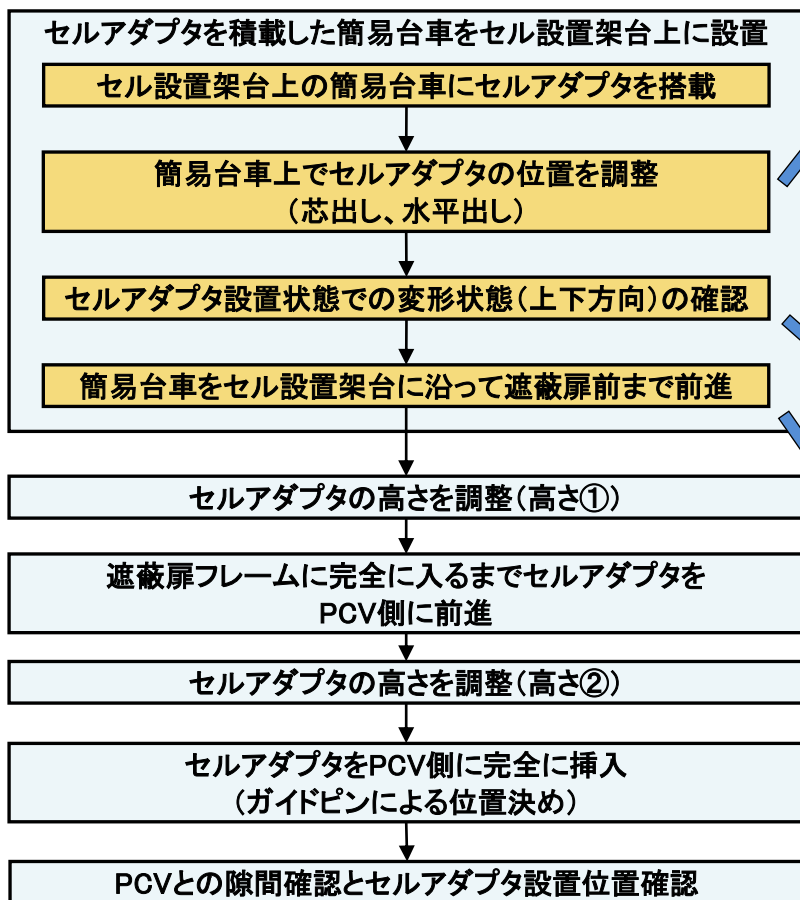 セルアダプタを積載した簡易台車をセル設置架台上に設置
セル設置架台上の簡易台車にセルアダプタを搭載
簡易台車上でセルアダプタの位置を調整
（芯出し、水平出し）
セルアダプタ設置状態での変形状態（上下方向）の確認
簡易台車をセル設置架台に沿って遮蔽扉前まで前進
セルアダプタの高さを調整（高さ①）
遮蔽扉フレームに完全に入るまでセルアダプタを
PCV側に前進
セルアダプタの高さを調整（高さ②）
セルアダプタをPCV側に完全に挿入
（ガイドピンによる位置決め）
PCVとの隙間確認とセルアダプタ設置位置確認